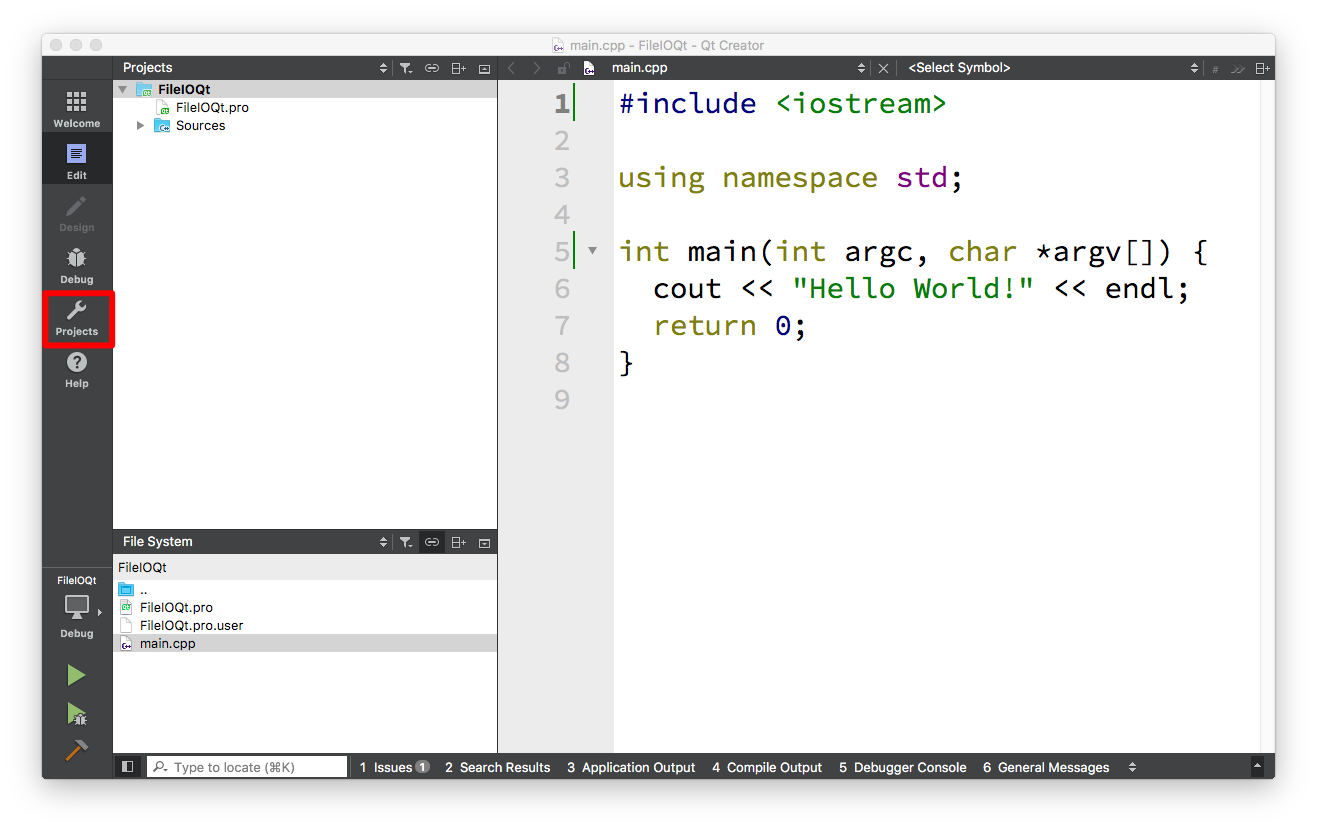 main.cpp - FileIOQt - Qt Creator
Projects
main.cpp
<Select Symbol>
#
Welcome
Edit
Design
Debug
Projects
Help
FileIOQt
Debug
FileIOQt
FileIOQt.pro
Sources
File System
FileIOQt
..
FileIOQt.pro
FileIOQt.pro.user
main.cpp
1 #include <iostream>
2
3 using namespace std;
4
5 int main(int argc, char *argv[]) {
6 cout << "Hello World!" << endl;
7 return 0;
8 }
9
Type to locate (⌘K)
1 Issues 1 2 Search Results 3 Application Output 4 Compile Output 5 Debugger Console 6 General Messages